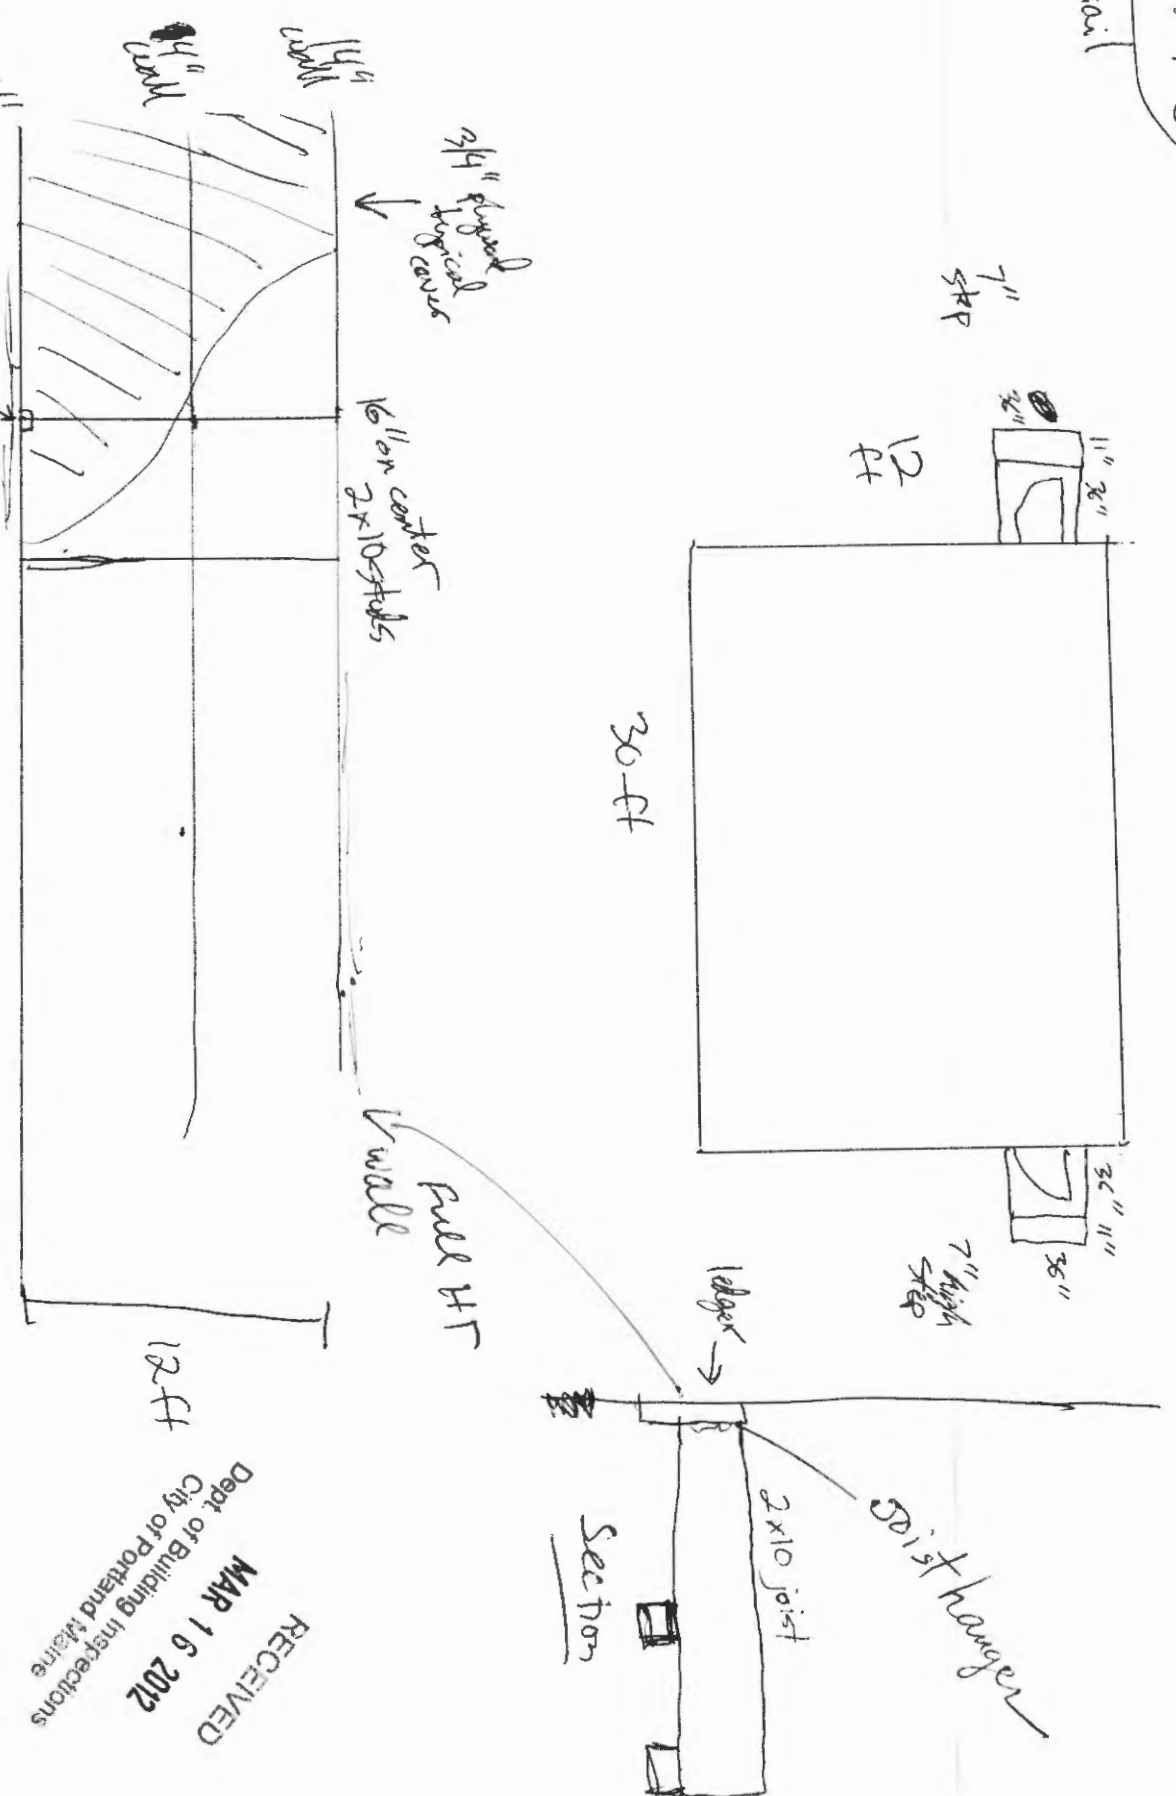 7"
step
12
ft
36"
11"
36"
30 ft
36"
11"
36"
7" high
step
14"
wall
4"
wall
3/4" plywood
typical
cover
16" on center
2x10 studs
Full HT
wall
12 ft
ledger →
Joist hanger
2x10 joist
Section
RECEIVED
MAR 16 2012
Dept. of Building Inspections
City of Portland Maine